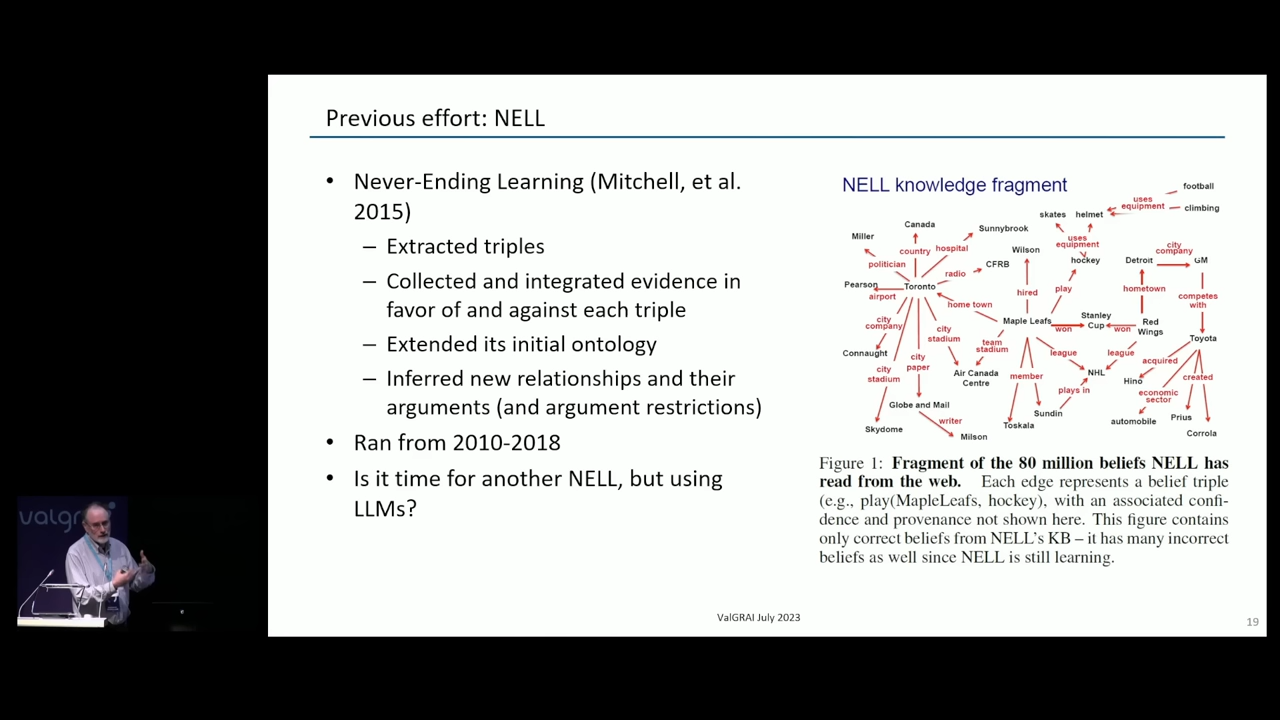 Previous effort: NELL
• Never-Ending Learning (Mitchell, et al.
2015)
– Extracted triples
– Collected and integrated evidence in
favor of and against each triple
– Extended its initial ontology
– Inferred new relationships and their
arguments (and argument restrictions)
• Ran from 2010-2018
• Is it time for another NELL, but using
LLMs?
NELL knowledge fragment
football
uses
equipment
climbing
skates
helmet
Canada
Sunnybrook
Miller
uses
equipment
city
company
Wilson
country
hospital
politician
CFRB
hockey
Detroit
GM
radio
Pearson
Toronto
airport
hired
play
hometown
competes
with
home town
city
company
city
stadium
Maple Leafs
won
Stanley
Cup
won
Red
Wings
Toyota
team
stadium
league
league
acquired
Connaught
city
stadium
city
paper
Air Canada
Centre
member
NHL
Hino
created
plays in
economic
sector
Globe and Mail
Sundin
automobile
Prius
writer
Toskala
Skydome
Milson
Corrola
Figure 1: Fragment of the 80 million beliefs NELL has
read from the web. Each edge represents a belief triple
(e.g., play(MapleLeafs, hockey), with an associated confi-
dence and provenance not shown here. This figure contains
only correct beliefs from NELL's KB – it has many incorrect
beliefs as well since NELL is still learning.
valgrai
ValGRAI July 2023
19